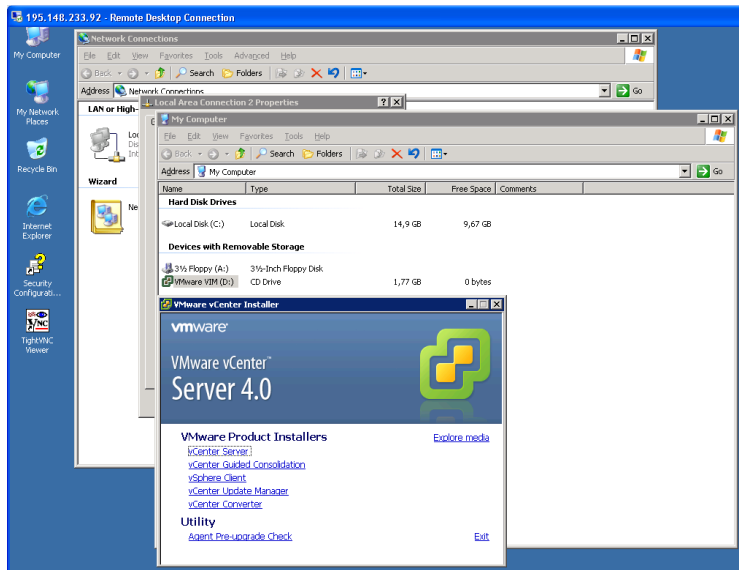 195.148.233.92 - Remote Desktop Connection
My Computer
My Network
Places
Recycle Bin
Internet
Explorer
Security
Configurati...
TightVNC
Viewer
Network Connections
File Edit View Favorites Tools Advanced Help
Back Search Folders
Address Network Connections Go
LAN or High-
Loc
Dis
Int
Wizard
Ne
Local Area Connection 2 Properties
My Computer
File Edit View Favorites Tools Help
Back Search Folders
Address My Computer Go
Name Type Total Size Free Space Comments
Hard Disk Drives
Local Disk (C:) Local Disk 14,9 GB 9,67 GB
Devices with Removable Storage
3½ Floppy (A:) 3½-Inch Floppy Disk
VMware VIM (D:) CD Drive 1,77 GB 0 bytes
VMware vCenter Installer
vmware
VMware vCenter™
Server 4.0
VMware Product Installers Explore media
vCenter Server
vCenter Guided Consolidation
vSphere Client
vCenter Update Manager
vCenter Converter
Utility
Agent Pre-upgrade Check Exit